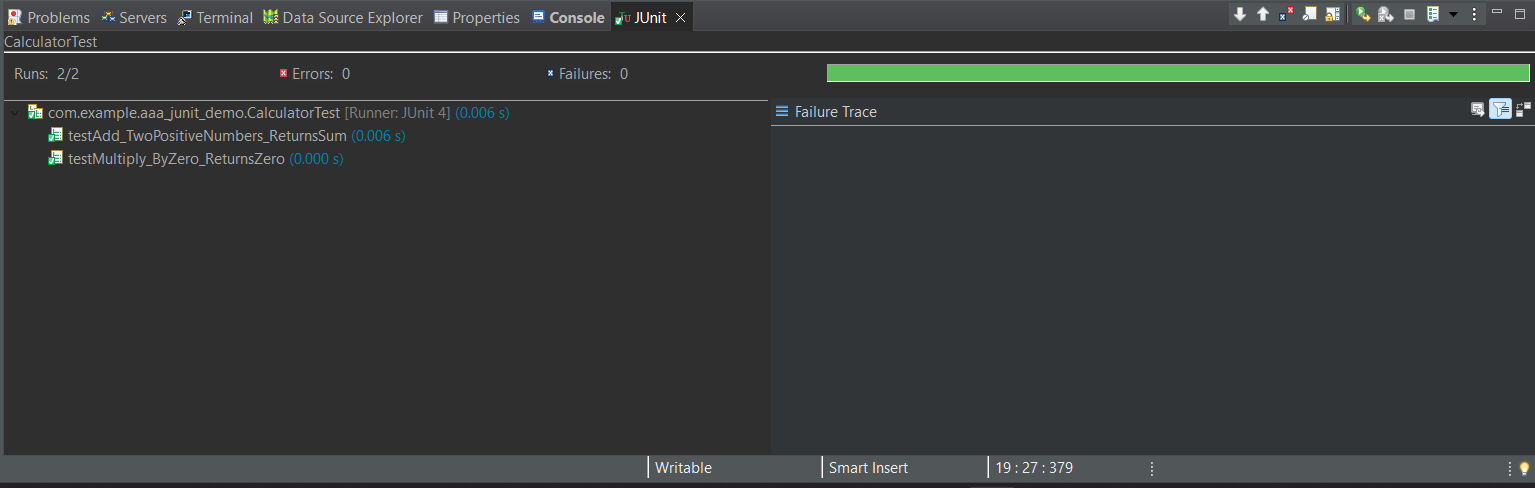 Problems Servers Terminal Data Source Explorer Properties Console JUnit
CalculatorTest
Runs: 2/2 Errors: 0 Failures: 0
com.example.aaa_junit_demo.CalculatorTest [Runner: JUnit 4] (0.006 s)
Failure Trace
testAdd_TwoPositiveNumbers_ReturnsSum (0.006 s)
testMultiply_ByZero_ReturnsZero (0.000 s)
Writable Smart Insert 19 : 27 : 379